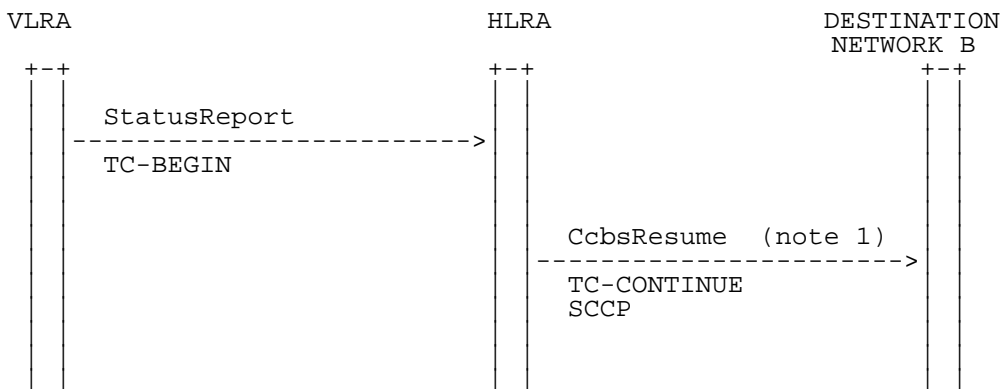 VLRA HLRA DESTINATION
NETWORK B
StatusReport
TC-BEGIN
CcbsResume (note 1)
TC-CONTINUE
SCCP